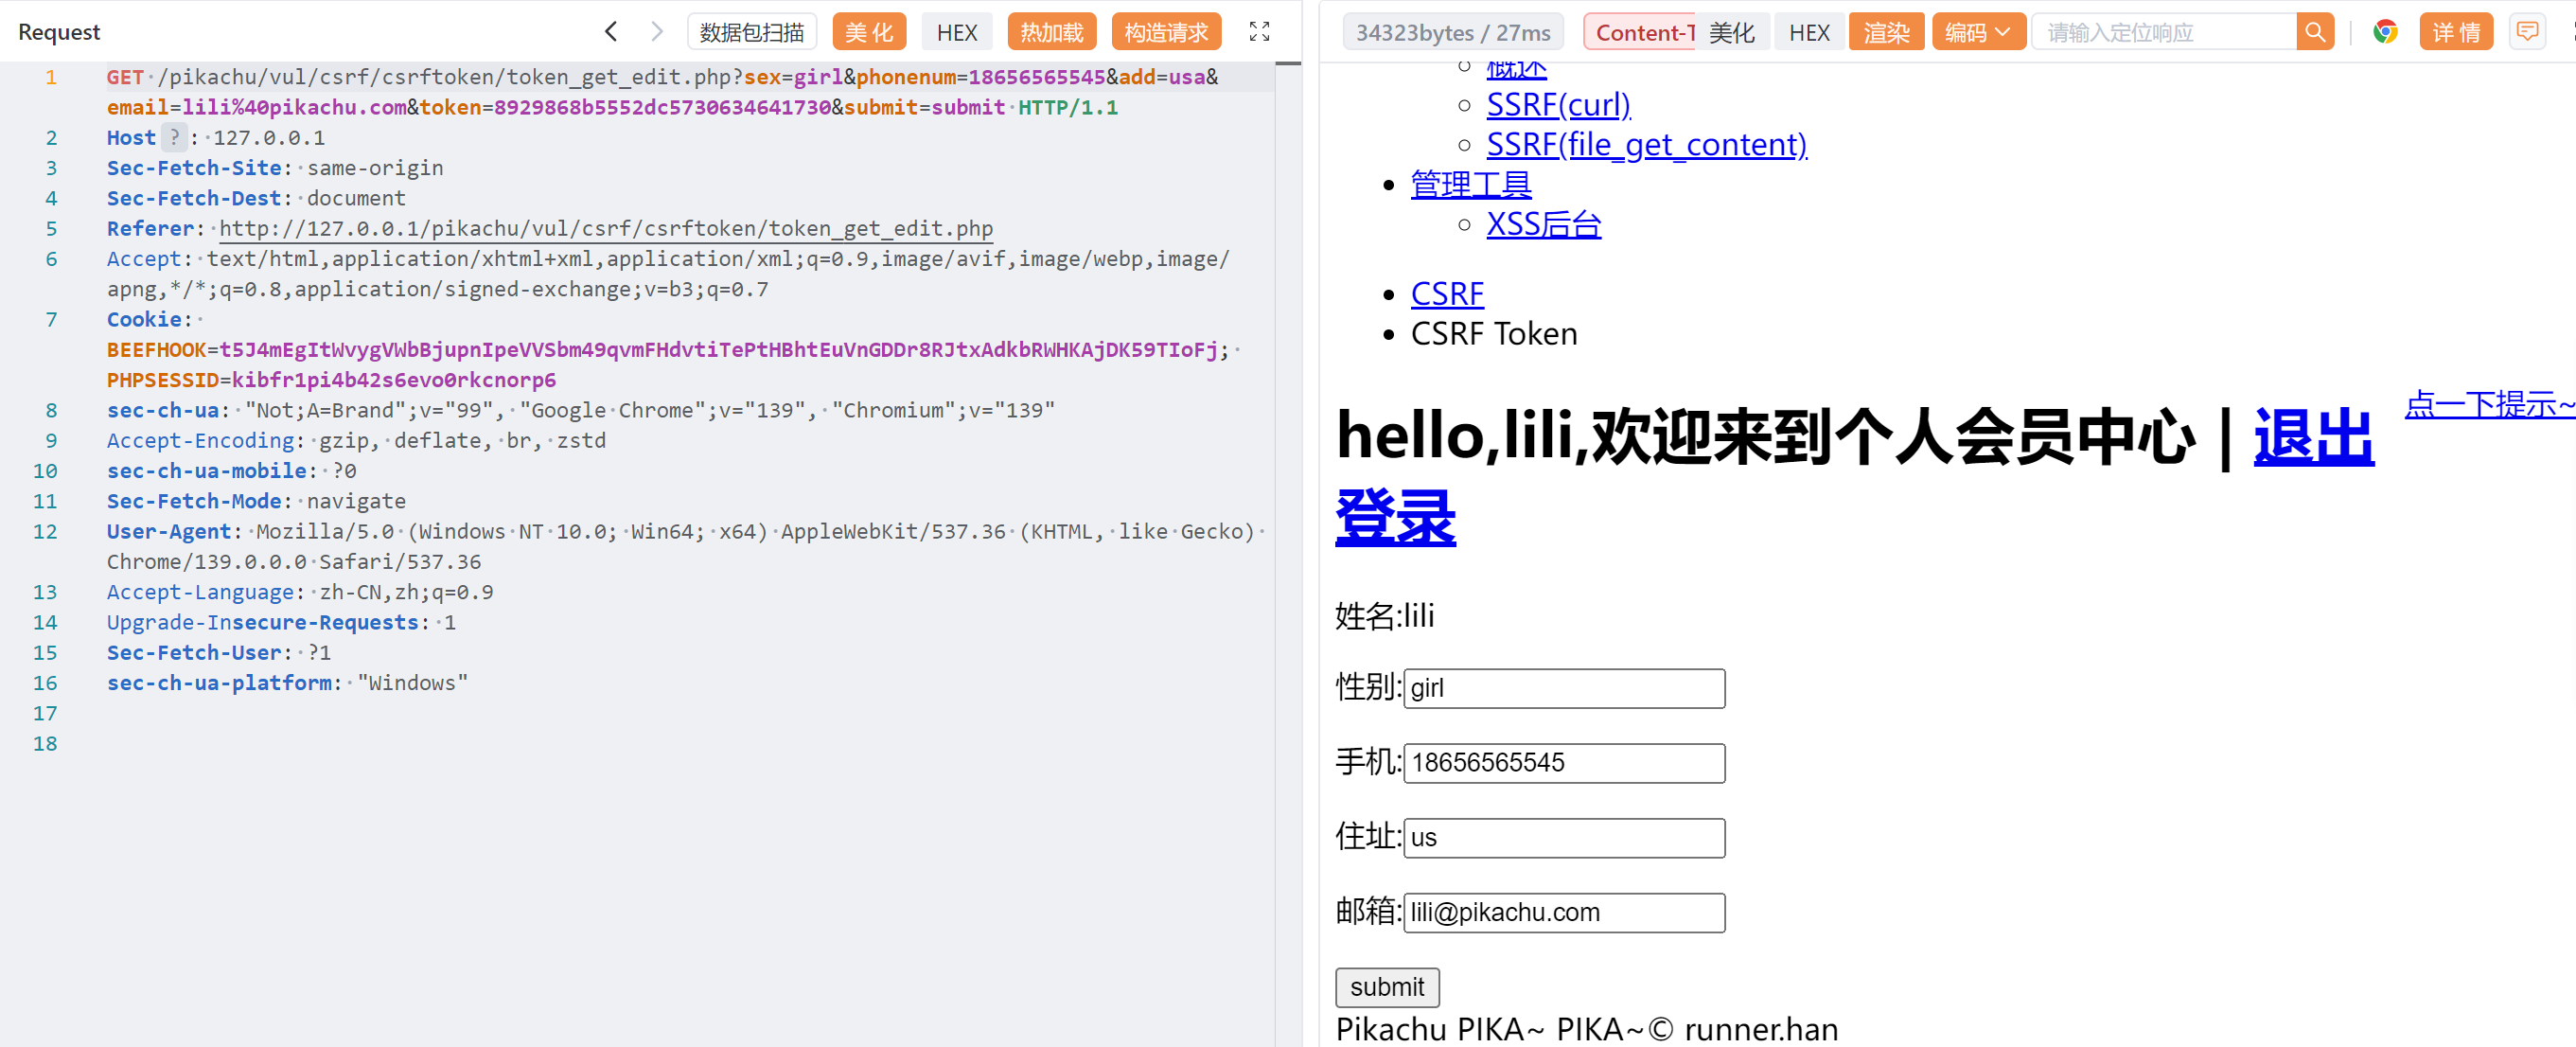 Request
数据包扫描
美 化
HEX
热加载
构造请求
1 GET /pikachu/vul/csrf/csrftoken/token_get_edit.php?sex=girl&phonenum=18656565545&add=usa&
email=lili%40pikachu.com&token=8929868b5552dc5730634641730&submit=submit HTTP/1.1
2 Host ? : 127.0.0.1
3 Sec-Fetch-Site: same-origin
4 Sec-Fetch-Dest: document
5 Referer: http://127.0.0.1/pikachu/vul/csrf/csrftoken/token_get_edit.php
6 Accept: text/html,application/xhtml+xml,application/xml;q=0.9,image/avif,image/webp,image/
apng,*/*;q=0.8,application/signed-exchange;v=b3;q=0.7
7 Cookie:
BEEFHOOK=t5J4mEgItWvygVWbBjupnIpeVVSbm49qvmFHdvtiTePtHBhtEuVnGDDr8RJtxAdkbRWHKAjDK59TIoFj;
PHPSESSID=kibfr1pi4b42s6evo0rkcnorp6
8 sec-ch-ua: "Not;A=Brand";v="99", "Google Chrome";v="139", "Chromium";v="139"
9 Accept-Encoding: gzip, deflate, br, zstd
10 sec-ch-ua-mobile: ?0
11 Sec-Fetch-Mode: navigate
12 User-Agent: Mozilla/5.0 (Windows NT 10.0; Win64; x64) AppleWebKit/537.36 (KHTML, like Gecko)
Chrome/139.0.0.0 Safari/537.36
13 Accept-Language: zh-CN,zh;q=0.9
14 Upgrade-Insecure-Requests: 1
15 Sec-Fetch-User: ?1
16 sec-ch-ua-platform: "Windows"
17
18
34323bytes / 27ms
Content-T
美化
HEX
渲染
编码
请输入定位响应
详 情
概述
SSRF(curl)
SSRF(file_get_content)
管理工具
XSS后台
CSRF
CSRF Token
点一下提示~
hello,lili,欢迎来到个人会员中心 | 退出
登录
姓名:lili
性别:girl
手机:18656565545
住址:us
邮箱:lili@pikachu.com
submit
Pikachu PIKA~ PIKA~© runner.han